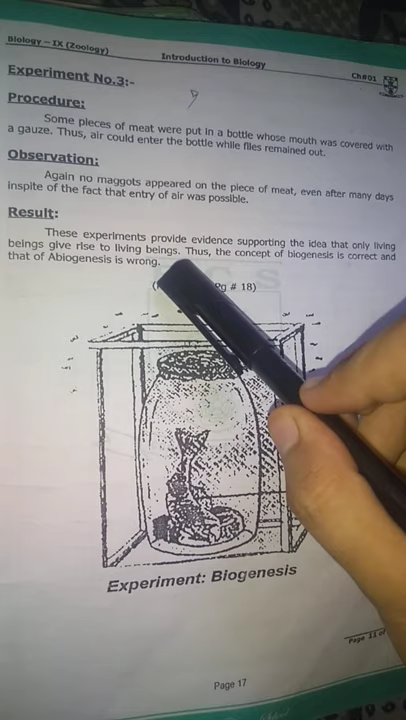 Biology – IX (Zoology)
Introduction to Biology
Ch#01
Experiment No.3:-
Procedure:
Some pieces of meat were put in a bottle whose mouth was covered with
a gauze. Thus, air could enter the bottle while flies remained out.
Observation:
Again no maggots appeared on the piece of meat, even after many days
inspite of the fact that entry of air was possible.
Result:
These experiments provide evidence supporting the idea that only living
beings give rise to living beings. Thus, the concept of biogenesis is correct and
that of Abiogenesis is wrong.
# 18)
Experiment: Biogenesis
Page 11 of
Page 17